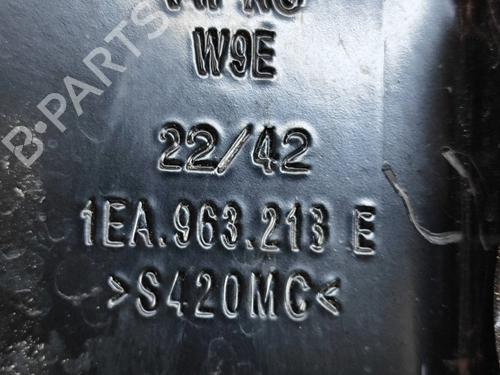 W9E
22/42
1EA.963.213 E
>S420MC<
B-PARTS